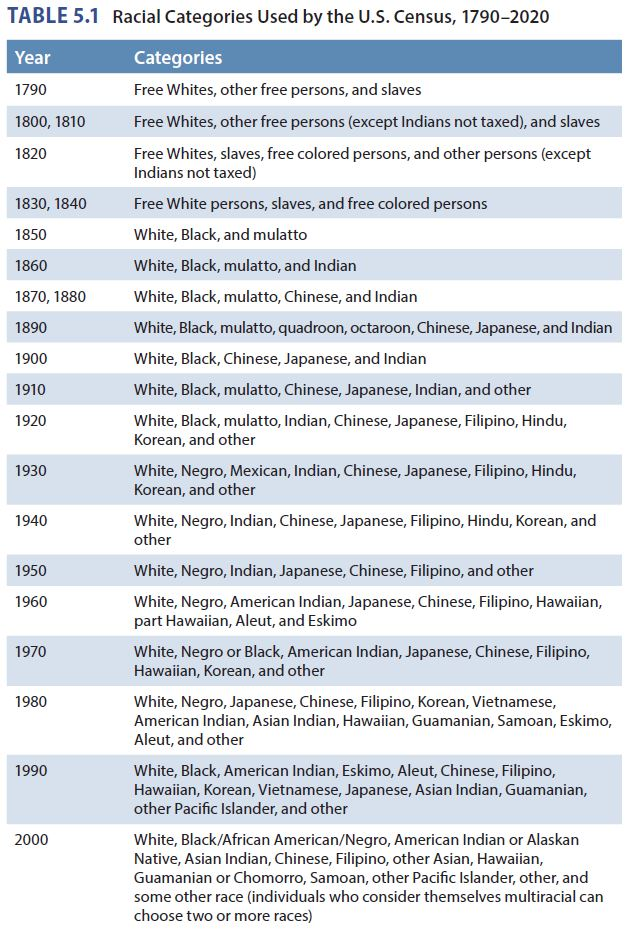 TABLE 5.1 Racial Categories Used by the U.S. Census, 1790–2020
Year Categories
1790 Free Whites, other free persons, and slaves
1800, 1810 Free Whites, other free persons (except Indians not taxed), and slaves
1820 Free Whites, slaves, free colored persons, and other persons (except
Indians not taxed)
1830, 1840 Free White persons, slaves, and free colored persons
1850 White, Black, and mulatto
1860 White, Black, mulatto, and Indian
1870, 1880 White, Black, mulatto, Chinese, and Indian
1890 White, Black, mulatto, quadroon, octaroon, Chinese, Japanese, and Indian
1900 White, Black, Chinese, Japanese, and Indian
1910 White, Black, mulatto, Chinese, Japanese, Indian, and other
1920 White, Black, mulatto, Indian, Chinese, Japanese, Filipino, Hindu,
Korean, and other
1930 White, Negro, Mexican, Indian, Chinese, Japanese, Filipino, Hindu,
Korean, and other
1940 White, Negro, Indian, Chinese, Japanese, Filipino, Hindu, Korean, and
other
1950 White, Negro, Indian, Japanese, Chinese, Filipino, and other
1960 White, Negro, American Indian, Japanese, Chinese, Filipino, Hawaiian,
part Hawaiian, Aleut, and Eskimo
1970 White, Negro or Black, American Indian, Japanese, Chinese, Filipino,
Hawaiian, Korean, and other
1980 White, Negro, Japanese, Chinese, Filipino, Korean, Vietnamese,
American Indian, Asian Indian, Hawaiian, Guamanian, Samoan, Eskimo,
Aleut, and other
1990 White, Black, American Indian, Eskimo, Aleut, Chinese, Filipino,
Hawaiian, Korean, Vietnamese, Japanese, Asian Indian, Guamanian,
other Pacific Islander, and other
2000 White, Black/African American/Negro, American Indian or Alaskan
Native, Asian Indian, Chinese, Filipino, other Asian, Hawaiian,
Guamanian or Chomorro, Samoan, other Pacific Islander, other, and
some other race (individuals who consider themselves multiracial can
choose two or more races)